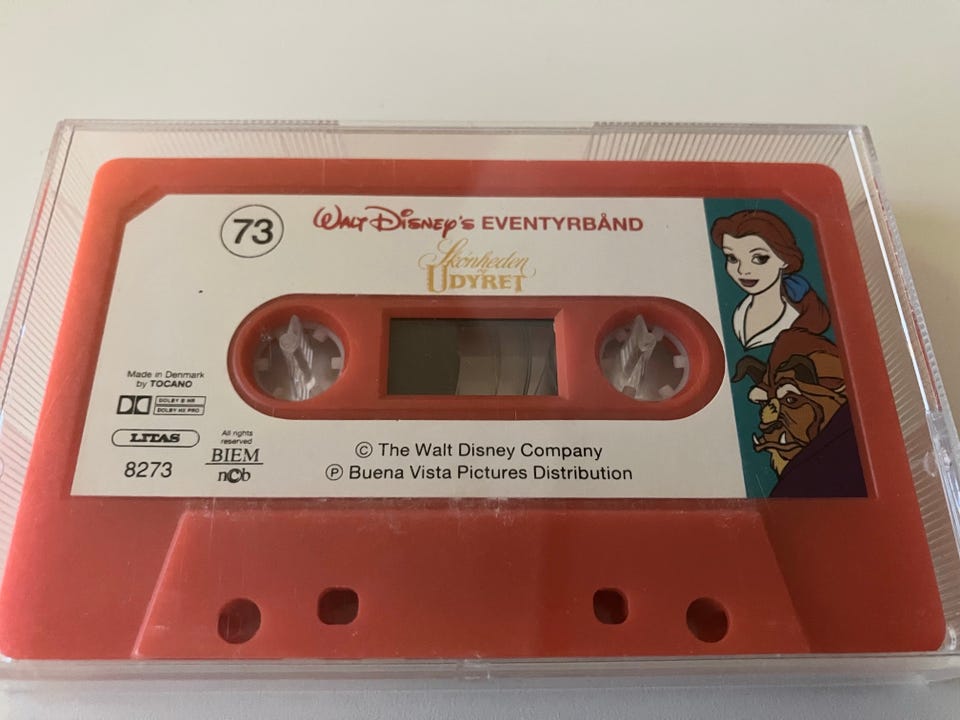 73
WALT DISNEY'S EVENTYRBÅND
Skønheden
og
UDYRET
Made in Denmark
by TOCANO
DOLBY B NR
DOLBY HX PRO
LITAS
8273
All rights
reserved
BIEM
ncb
© The Walt Disney Company
Ⓟ Buena Vista Pictures Distribution